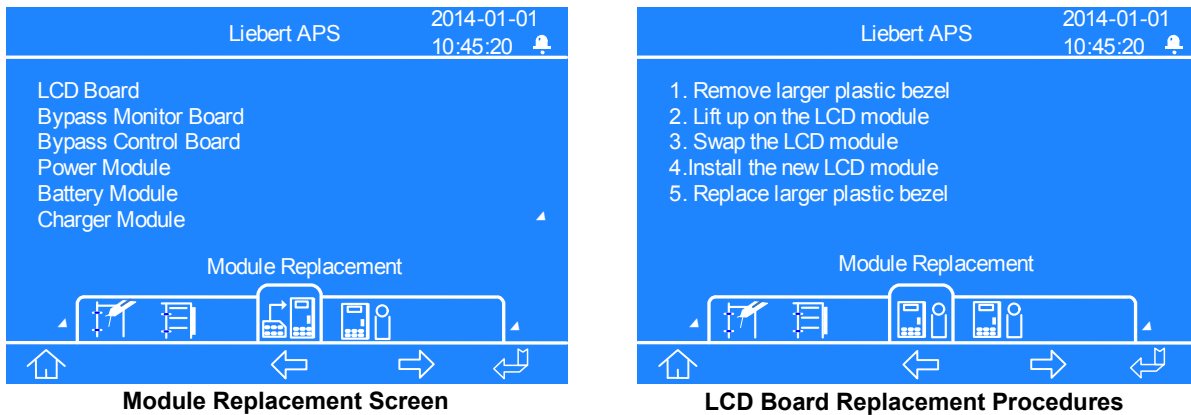 Liebert APS
2014-01-01
10:45:20
LCD Board
Bypass Monitor Board
Bypass Control Board
Power Module
Battery Module
Charger Module
Module Replacement
Module Replacement Screen
Liebert APS
2014-01-01
10:45:20
1. Remove larger plastic bezel
2. Lift up on the LCD module
3. Swap the LCD module
4.Install the new LCD module
5. Replace larger plastic bezel
Module Replacement
LCD Board Replacement Procedures